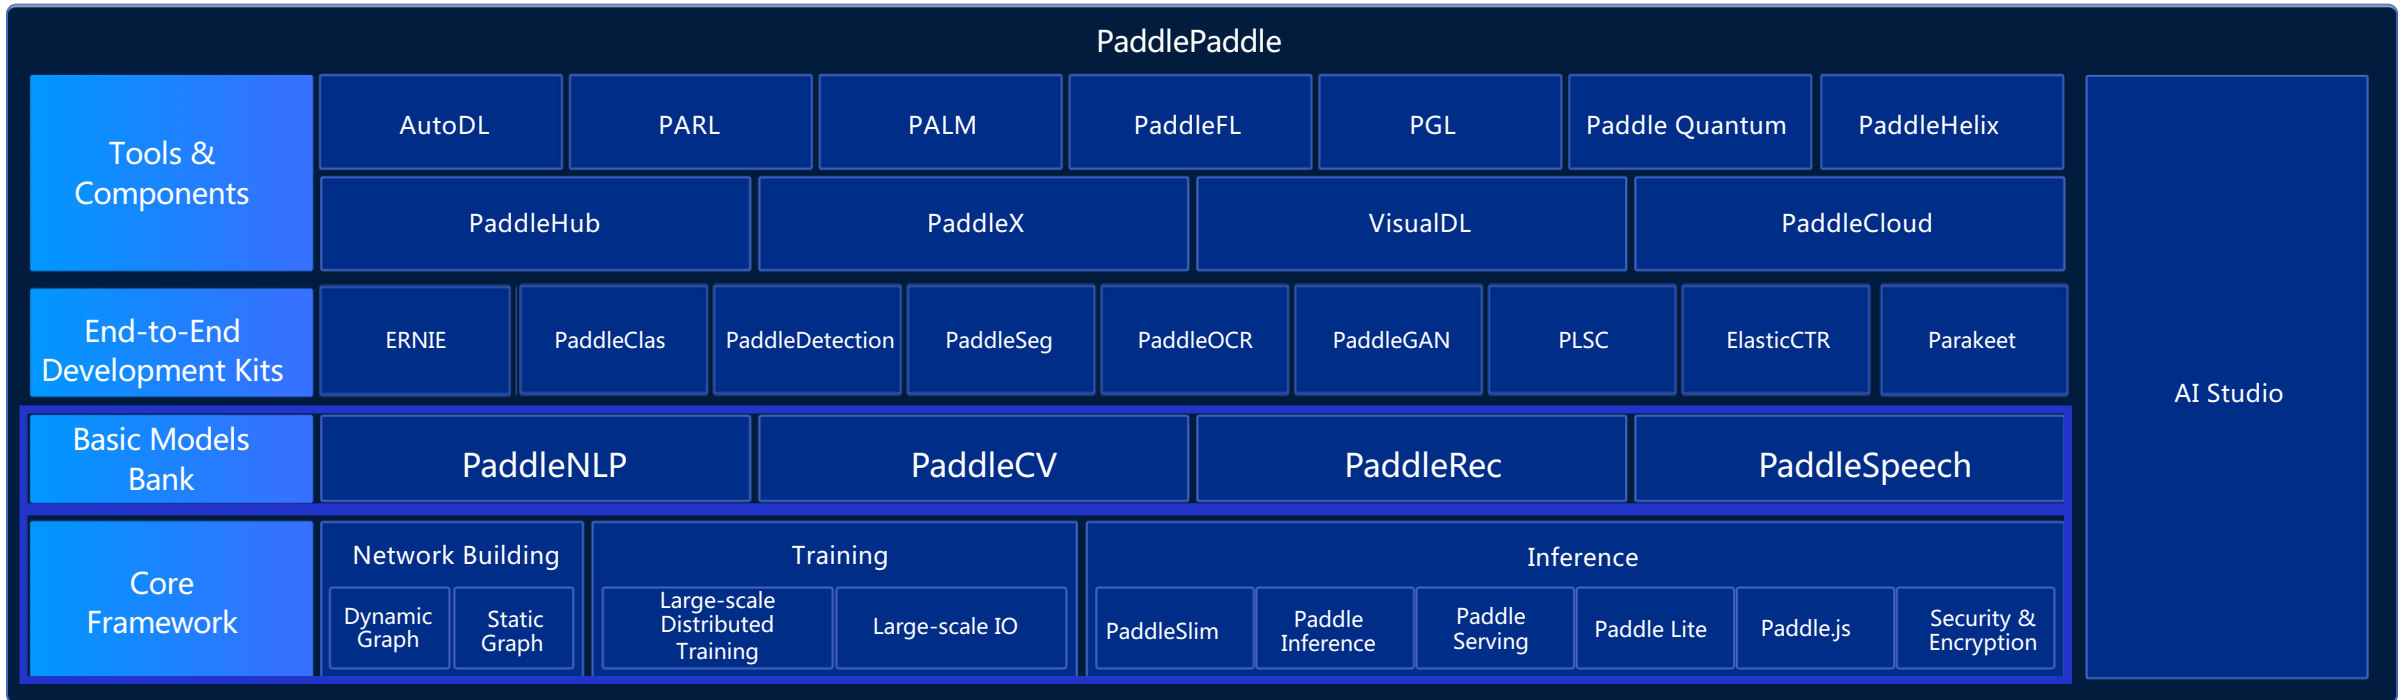 PaddlePaddle
Tools &
Components
AutoDL
PARL
PALM
PaddleFL
PGL
Paddle Quantum
PaddleHelix
PaddleHub
PaddleX
VisualDL
PaddleCloud
End-to-End
Development Kits
ERNIE
PaddleClas
PaddleDetection
PaddleSeg
PaddleOCR
PaddleGAN
PLSC
ElasticCTR
Parakeet
AI Studio
Basic Models
Bank
PaddleNLP
PaddleCV
PaddleRec
PaddleSpeech
Core
Framework
Network Building
Dynamic
Graph
Static
Graph
Training
Large-scale
Distributed
Training
Large-scale IO
Inference
PaddleSlim
Paddle
Inference
Paddle
Serving
Paddle Lite
Paddle.js
Security &
Encryption